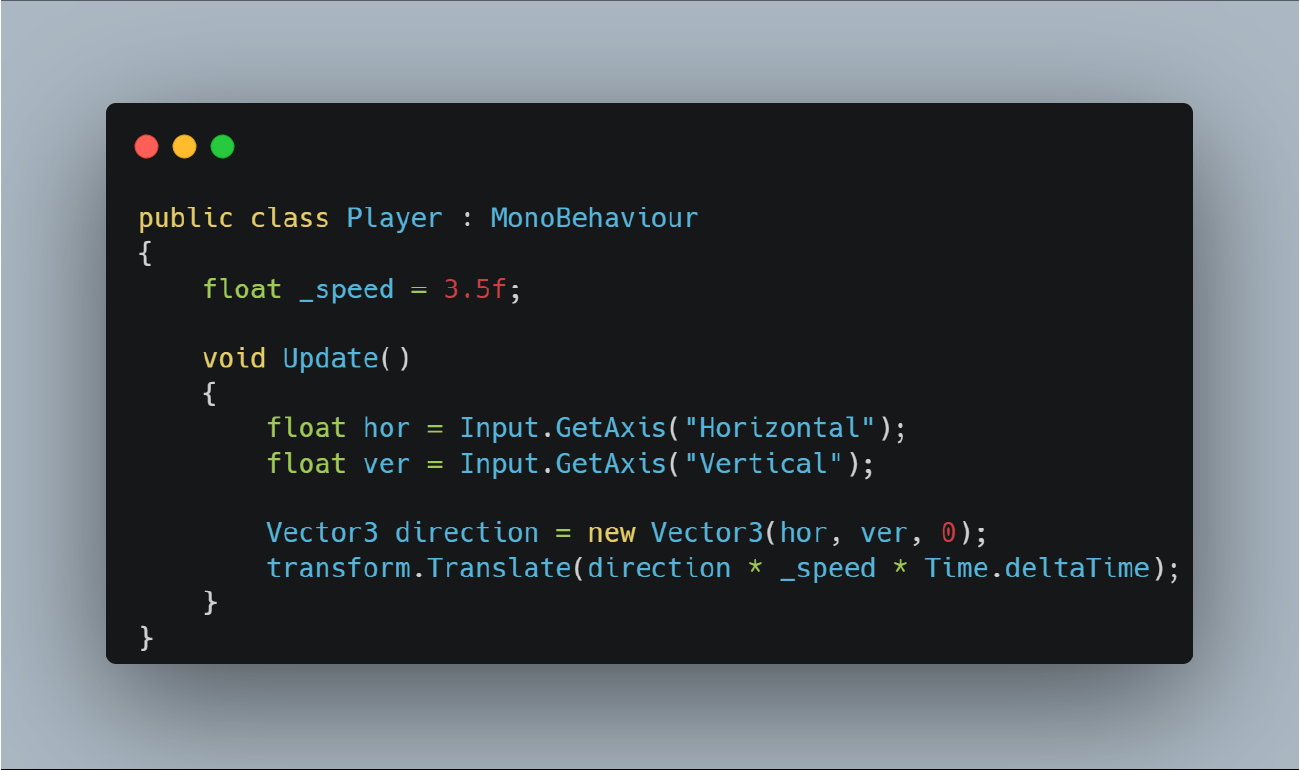 public class Player : MonoBehaviour
{
    float _speed = 3.5f;

    void Update()
    {
        float hor = Input.GetAxis("Horizontal");
        float ver = Input.GetAxis("Vertical");

        Vector3 direction = new Vector3(hor, ver, 0);
        transform.Translate(direction * _speed * Time.deltaTime);
    }
}